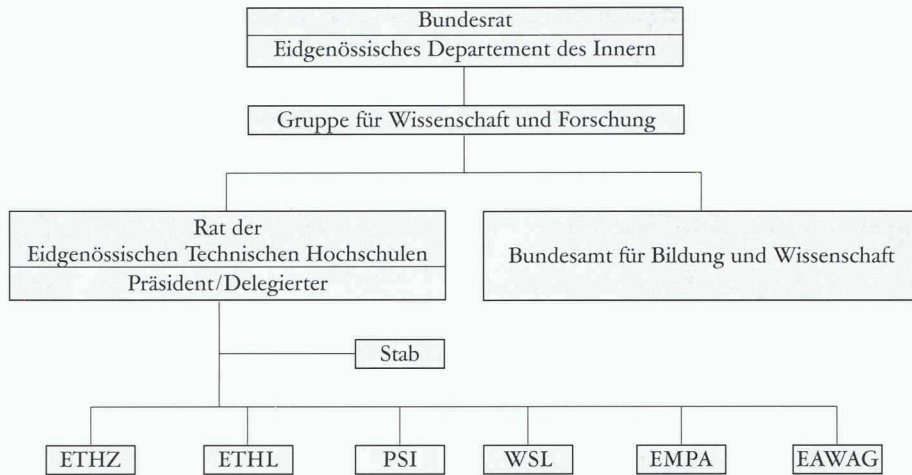 Bundesrat
Eidgenössisches Departement des Innern
Gruppe für Wissenschaft und Forschung
Rat der
Eidgenössischen Technischen Hochschulen
Präsident/Delegierter
Bundesamt für Bildung und Wissenschaft
Stab
ETHZ
ETHL
PSI
WSL
EMPA
EAWAG